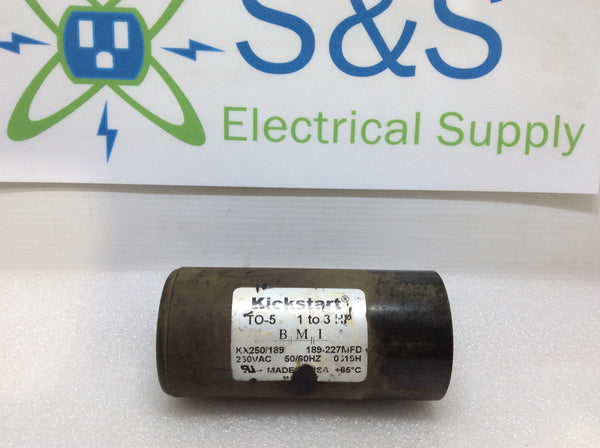 S&S
Electrical Supply
Kickstart®
TO-5 1 to 3 HP
B M I
KX250/189 189-227MFD
250VAC 50/60HZ 0519H
MADE USA +65°C